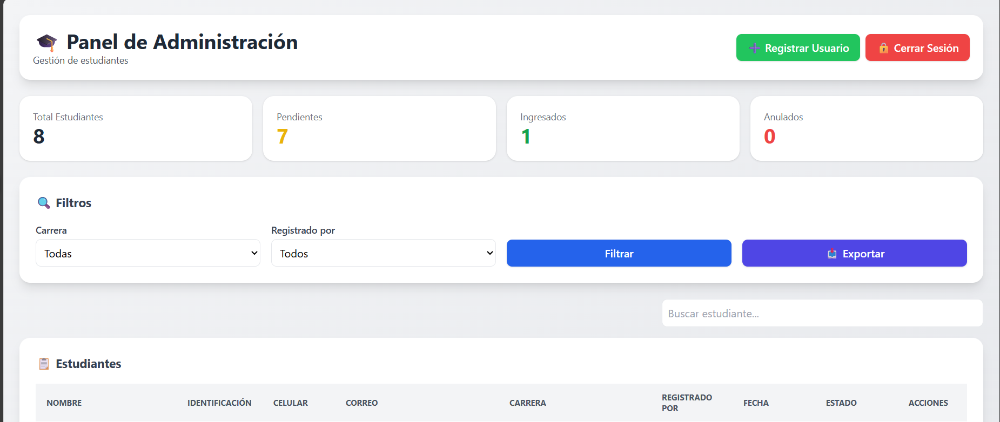 Panel de Administración
Gestión de estudiantes
Registrar Usuario
Cerrar Sesión
Total Estudiantes
8
Pendientes
7
Ingresados
1
Anulados
0
Filtros
Carrera
Todas
Registrado por
Todos
Filtrar
Exportar
Buscar estudiante...
Estudiantes
NOMBRE
IDENTIFICACIÓN
CELULAR
CORREO
CARRERA
REGISTRADO
POR
FECHA
ESTADO
ACCIONES